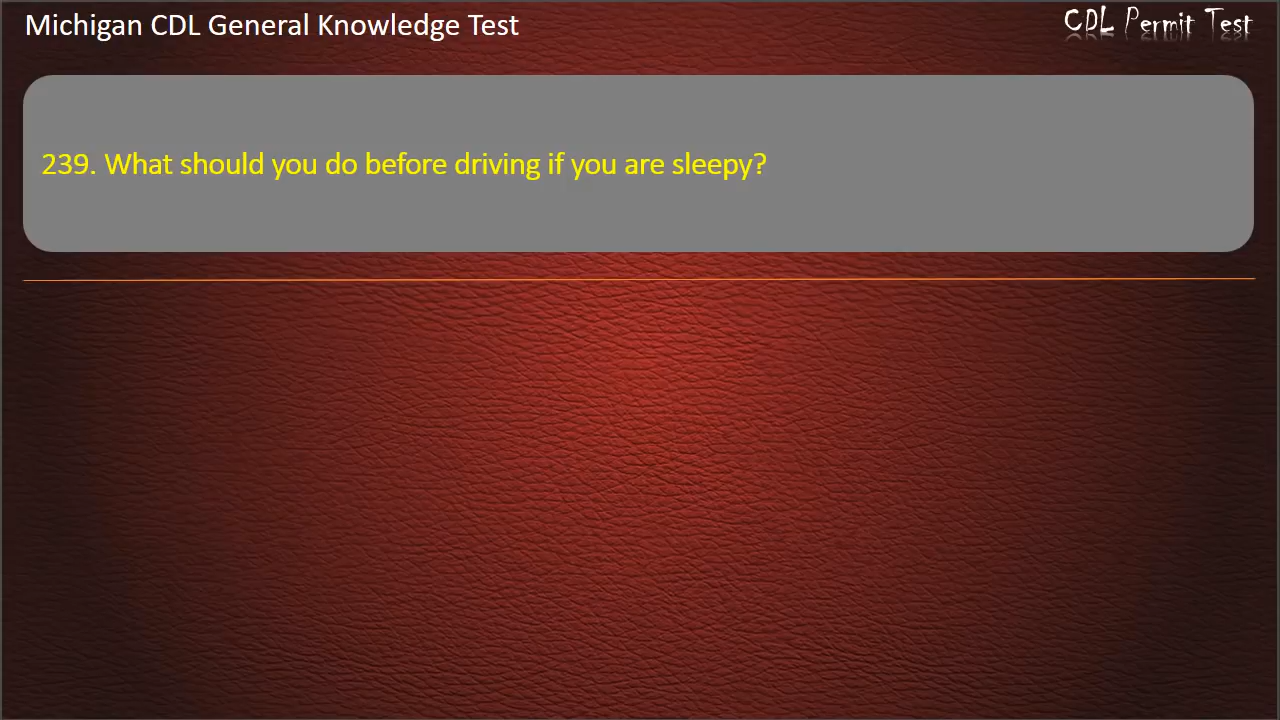 Michigan CDL General Knowledge Test
CDL Permit Test
239. What should you do before driving if you are sleepy?